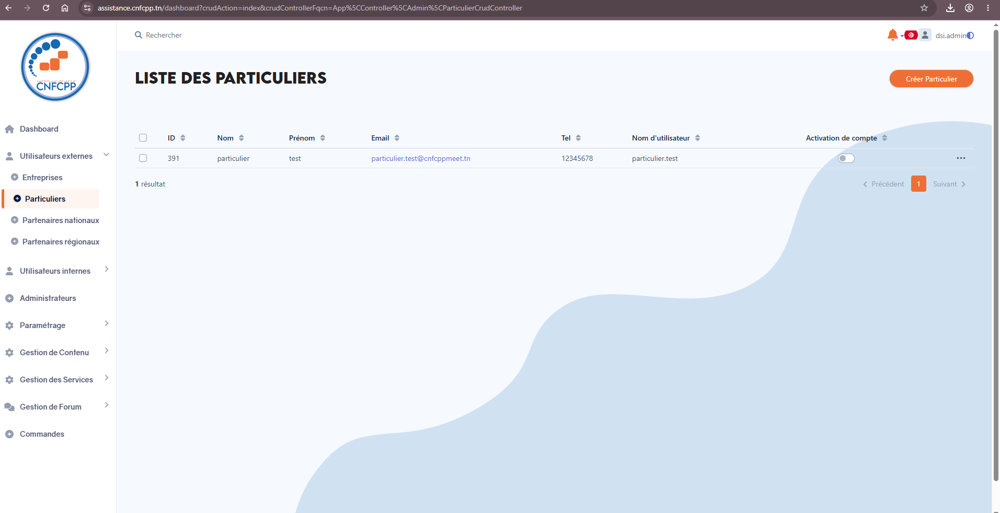 assistance.cnfcpp.tn/dashboard?crudAction=index&crudControllerFqcn=App%5CController%5CAdmin%5CParticulierCrudController
CNFCPP
Rechercher
dsi.admin
LISTE DES PARTICULIERS
Créer Particulier
Dashboard
Utilisateurs externes
Entreprises
Particuliers
Partenaires nationaux
Partenaires régionaux
Utilisateurs internes
Administrateurs
Paramétrage
Gestion de Contenu
Gestion des Services
Gestion de Forum
Commandes
ID Nom Prénom Email Tel Nom d'utilisateur Activation de compte
391 particulier test particulier.test@cnfcppmeet.tn 12345678 particulier.test
1 résultat
Précédent 1 Suivant